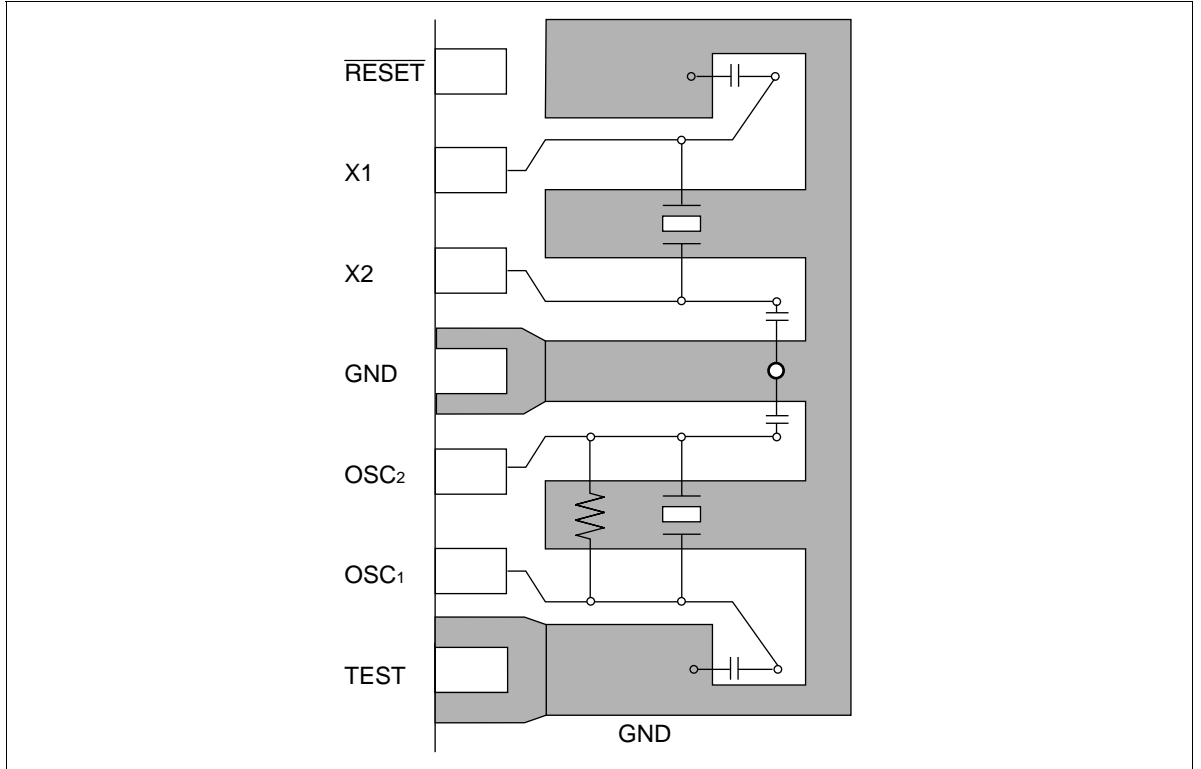 RESET
X1
X2
GND
OSC2
OSC1
TEST
GND